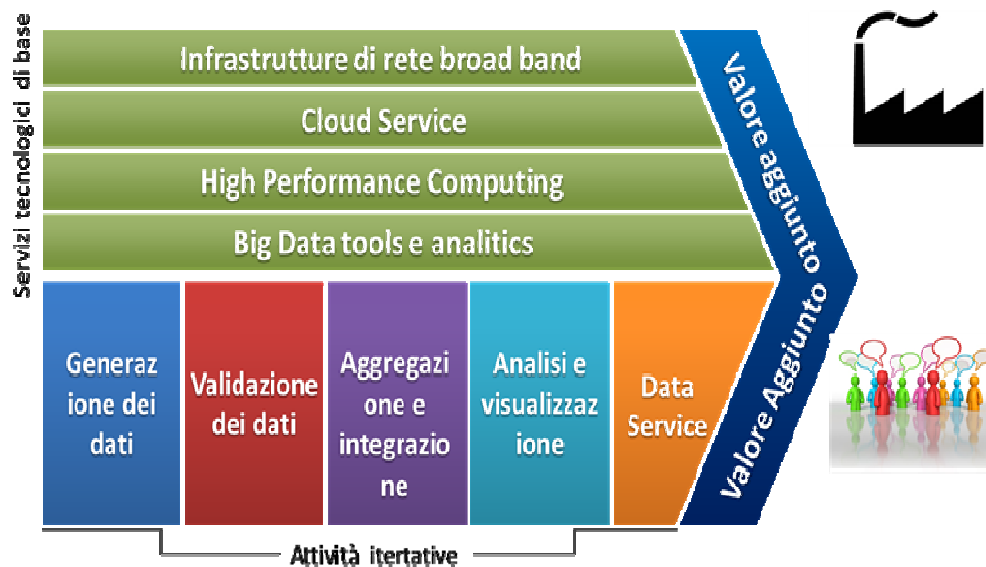 Servizi tecnologici di base
Infrastrutture di rete broad band
Cloud Service
High Performance Computing
Big Data tools e analitics
Valore aggiunto
Valore Aggiunto
Generaz
ione dei
dati
Validazione
dei dati
Aggregazi
one e
integrazio
ne
Analisi e
visualizzaz
ione
Data
Service
Attività itertative